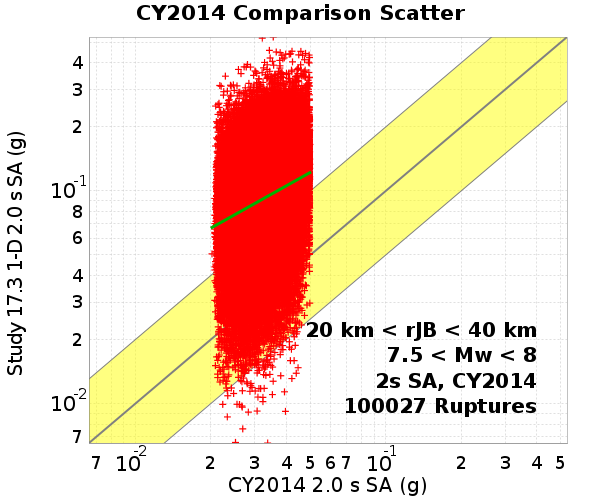 CY2014 Comparison Scatter
Study 17.3 1-D 2.0 s SA (g)
4
3
2
10^-1
8
6
4
3
2
10^-2
7
20 km < rJB < 40 km
7.5 < Mw < 8
2s SA, CY2014
100027 Ruptures
7 10^-2 2 3 4 5 6 7 10^-1 2 3 4 5
CY2014 2.0 s SA (g)